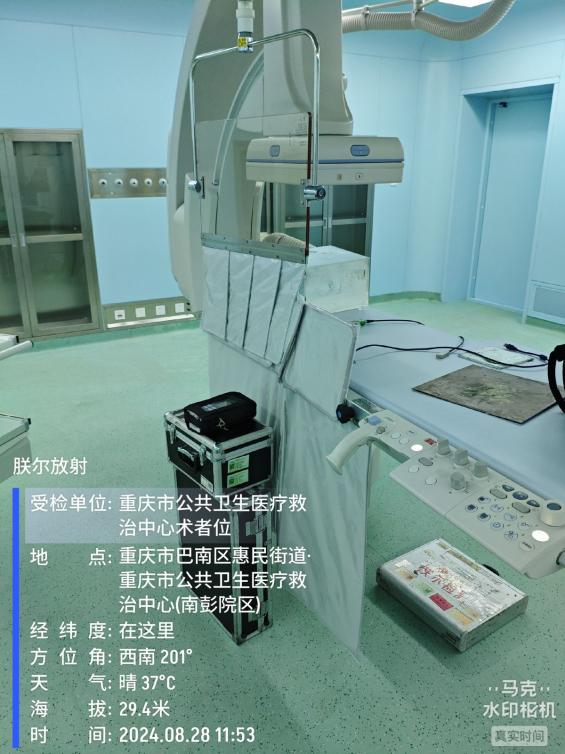 朕尔放射
受检单位: 重庆市公共卫生医疗救
治中心术者位
地点: 重庆市巴南区惠民街道·
重庆市公共卫生医疗救
治中心(南彭院区)
经纬度: 在这里
方位角: 西南 201°
天气: 晴 37°C
海拔: 29.4米
时间: 2024.08.28 11:53
马克
水印相机
真实时间